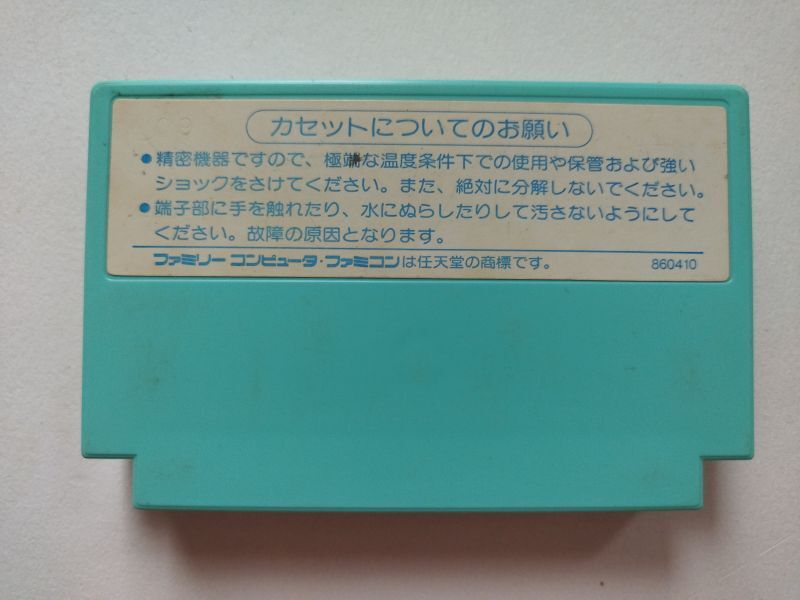 カセットについてのお願い
●精密機器ですので、極端な温度条件下での使用や保管および強い
ショックをさけてください。また、絶対に分解しないでください。
●端子部に手を触れたり、水にぬらしたりして汚さないようにして
ください。故障の原因となります。
ファミリー コンピュータ・ファミコンは任天堂の商標です。 860410